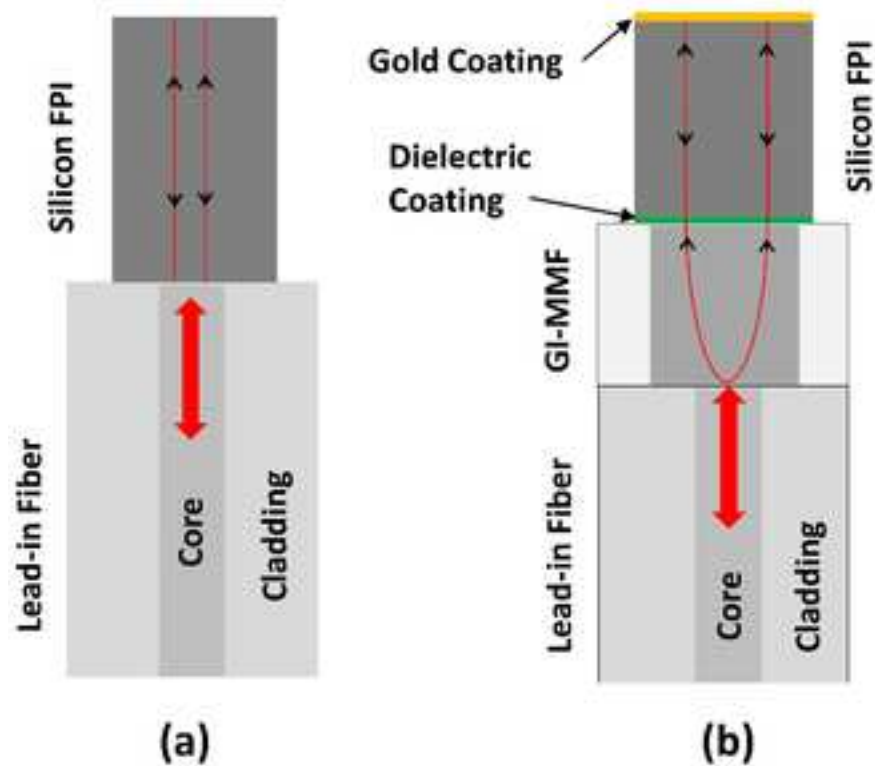 Silicon FPI
Lead-in Fiber
Core
Cladding
(a)
Gold Coating
Dielectric
Coating
Silicon FPI
GI-MMF
Lead-in Fiber
Core
Cladding
(b)